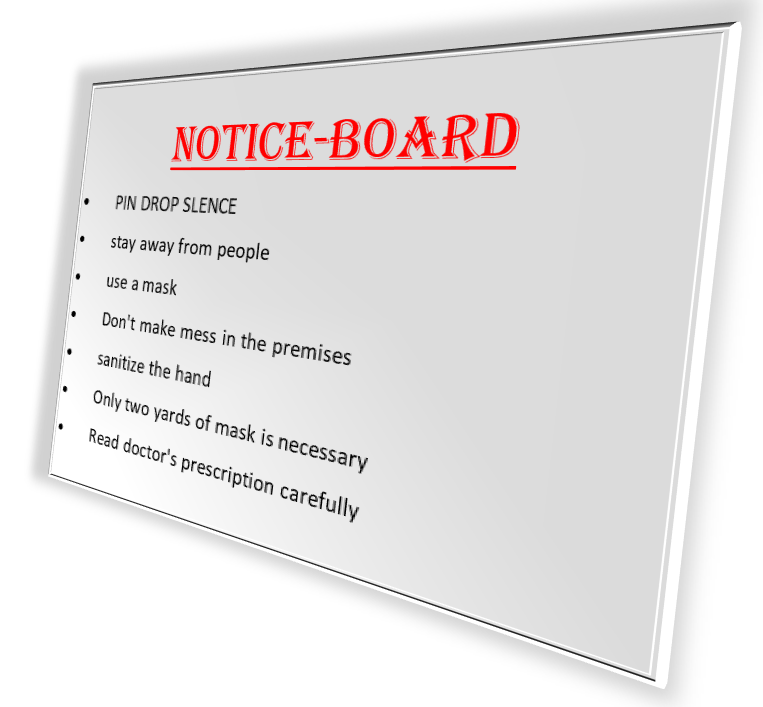 NOTICE-BOARD
• PIN DROP SLENCE
• stay away from people
• use a mask
• Don't make mess in the premises
• sanitize the hand
• Only two yards of mask is necessary
• Read doctor's prescription carefully